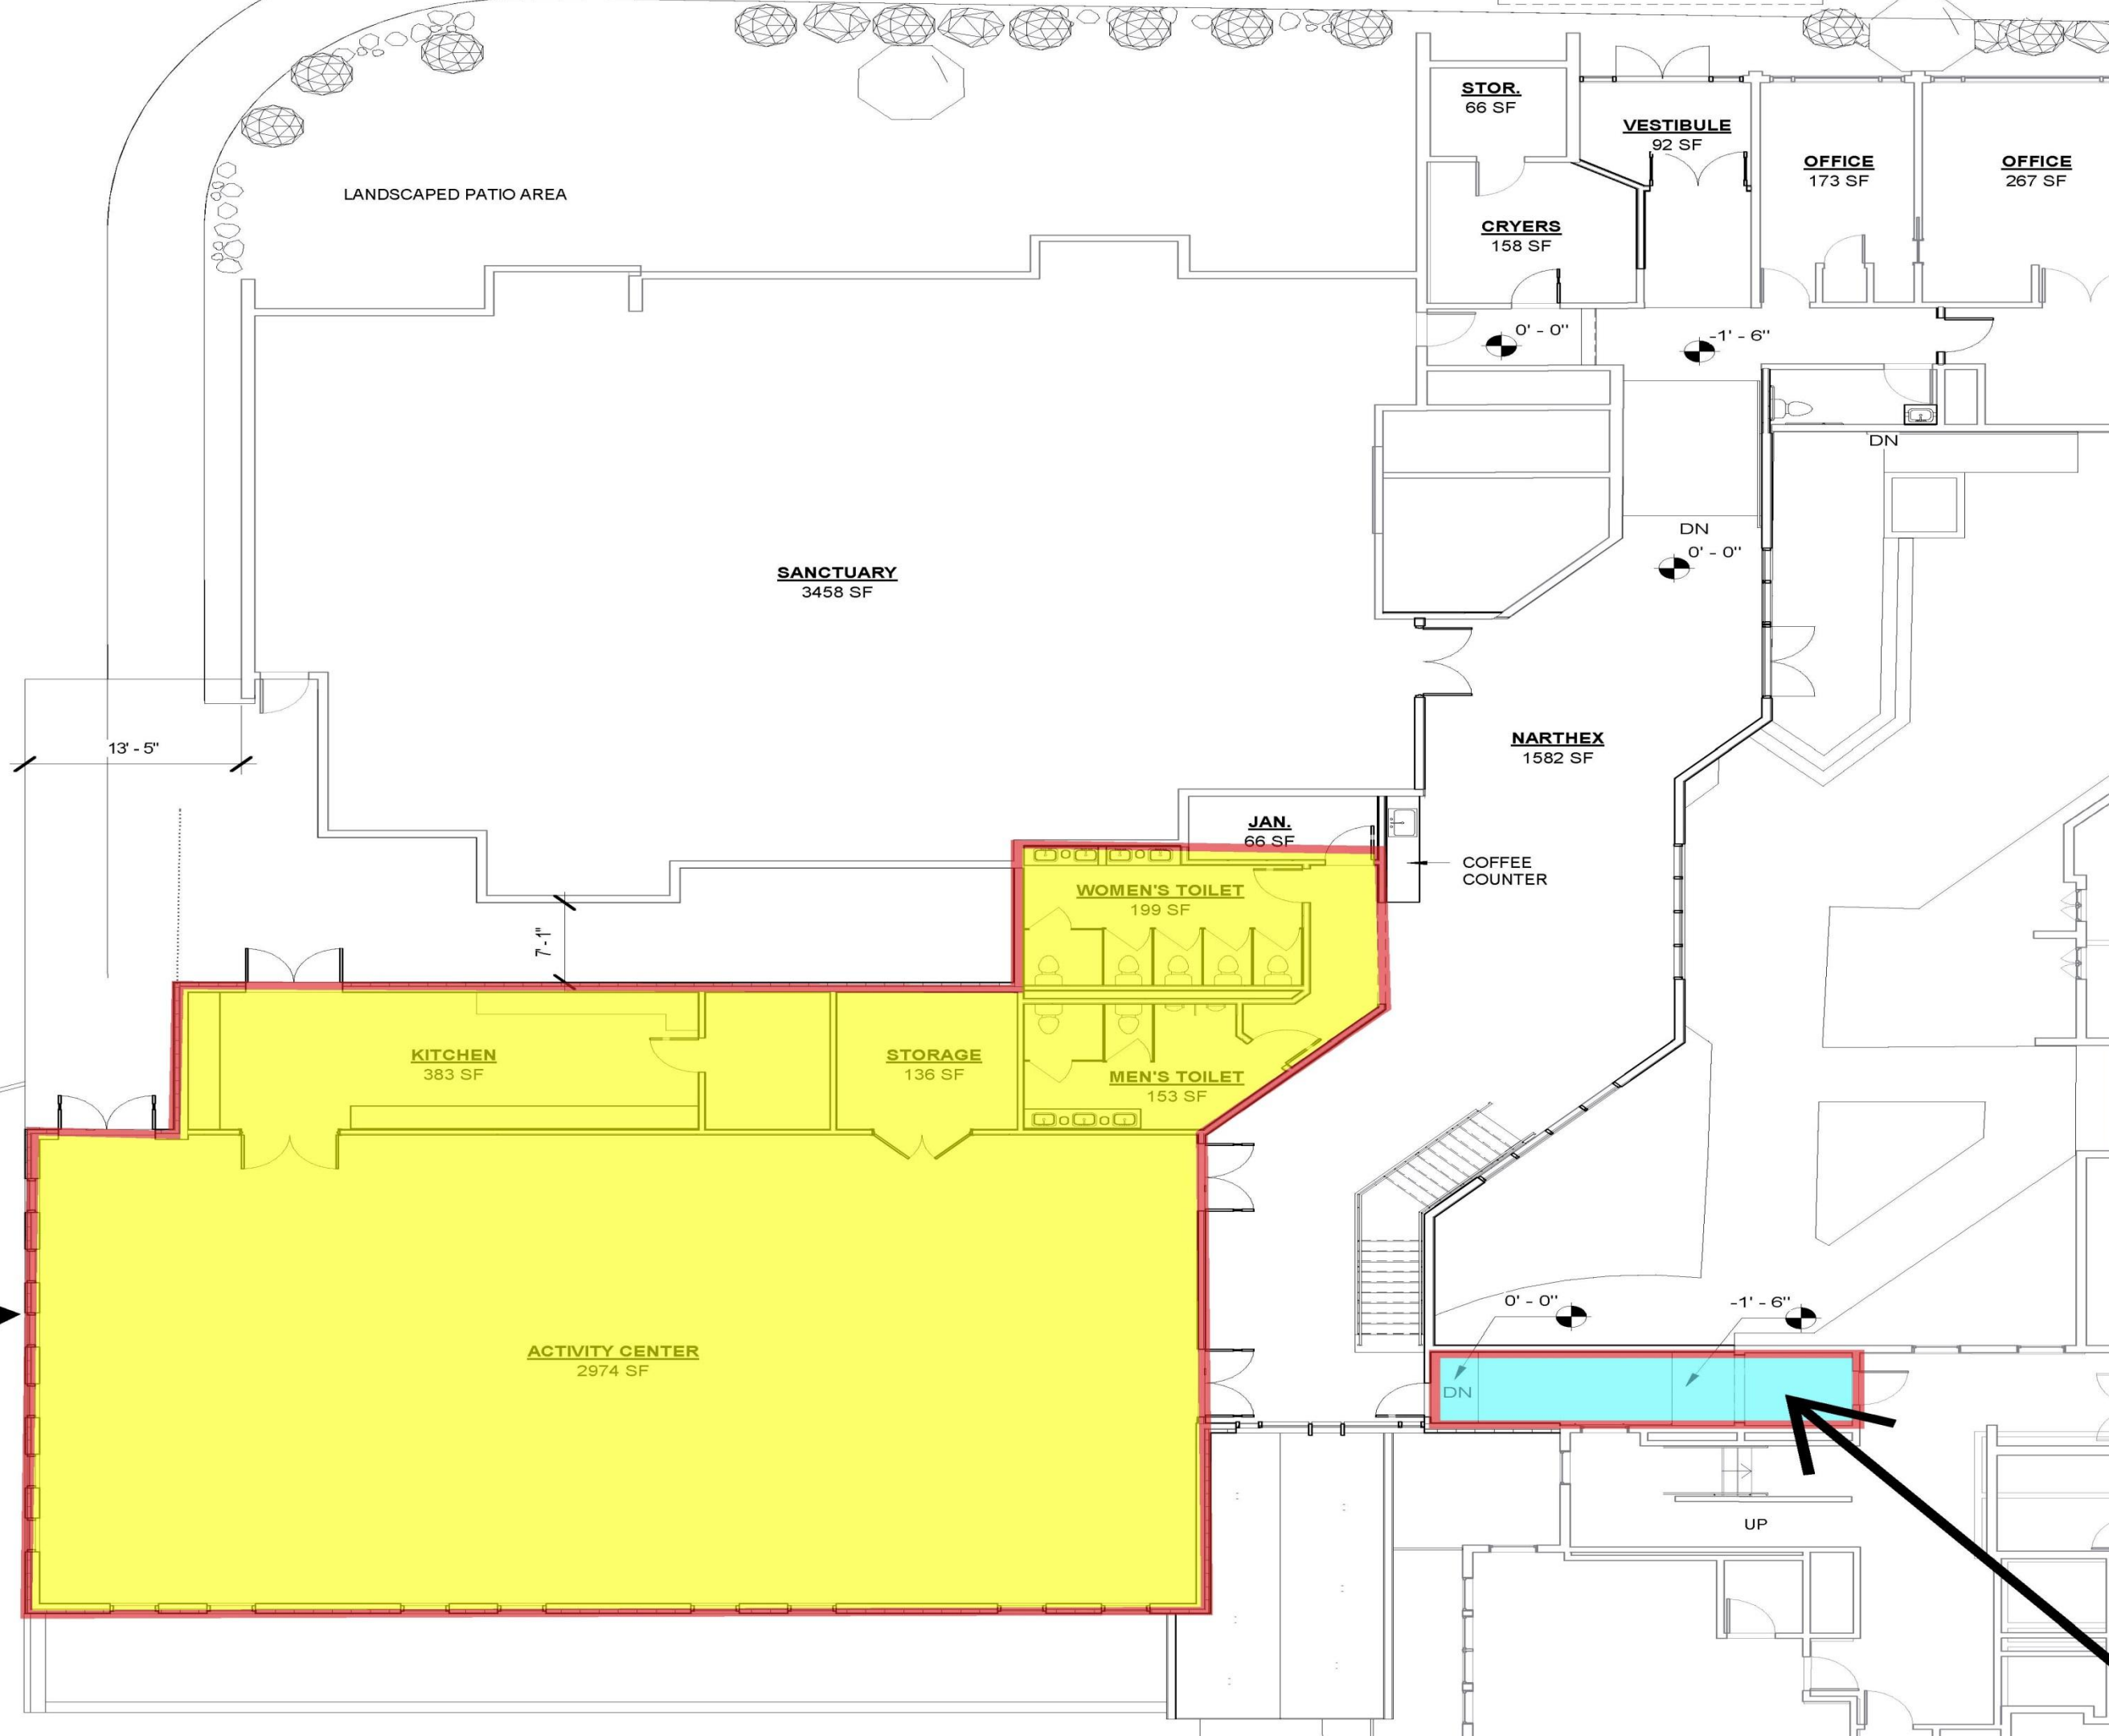 STOR.
66 SF
VESTIBULE
92 SF
OFFICE
173 SF
OFFICE
267 SF
LANDSCAPED PATIO AREA
CRYERS
158 SF
0' - 0"
-1' - 6"
DN
DN
0' - 0"
SANCTUARY
3458 SF
NARTHEX
1582 SF
13' - 5"
JAN.
66 SF
COFFEE
COUNTER
WOMEN'S TOILET
199 SF
7' - 1"
KITCHEN
383 SF
STORAGE
136 SF
MEN'S TOILET
153 SF
0' - 0"
-1' - 6"
ACTIVITY CENTER
2974 SF
DN
UP